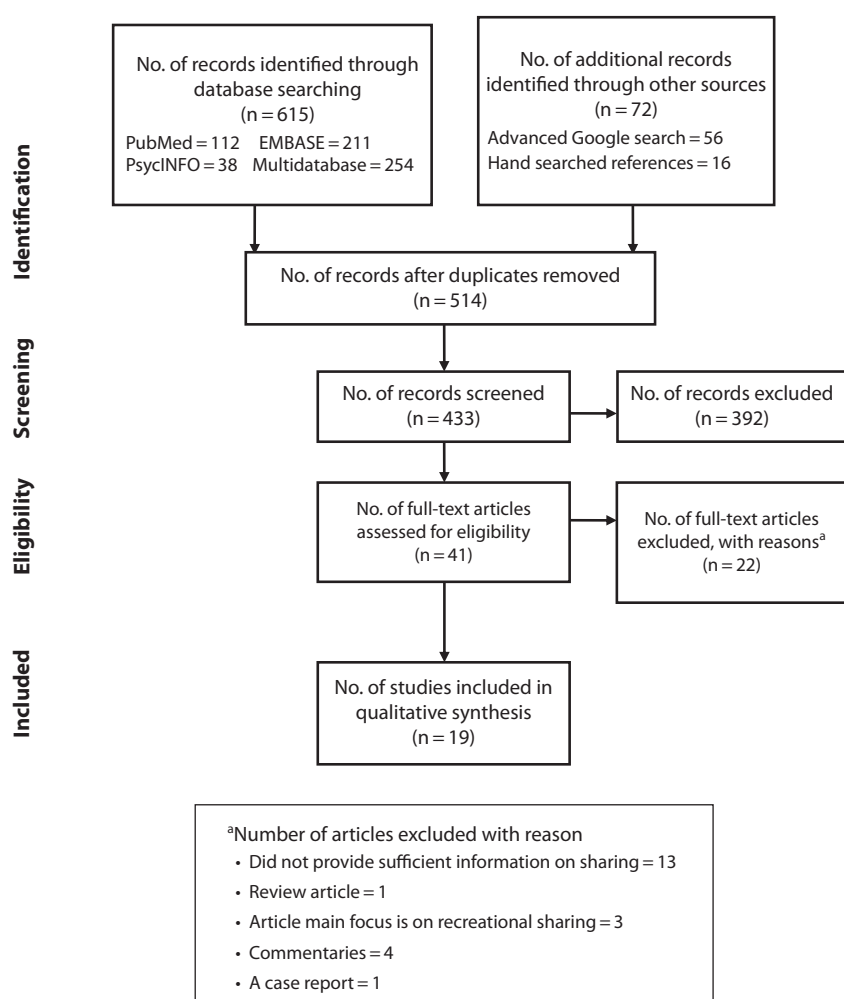 No. of records identified through
database searching
(n = 615)
PubMed = 112 EMBASE = 211
PsycINFO = 38 Multidatabase = 254
No. of additional records
identified through other sources
(n = 72)
Advanced Google search = 56
Hand searched references = 16
Identification
No. of records after duplicates removed
(n = 514)
Screening
No. of records screened
(n = 433)
No. of records excluded
(n = 392)
Eligibility
No. of full-text articles
assessed for eligibility
(n = 41)
No. of full-text articles
excluded, with reasonsª
(n = 22)
Included
No. of studies included in
qualitative synthesis
(n = 19)
ªNumber of articles excluded with reason
• Did not provide sufficient information on sharing = 13
• Review article = 1
• Article main focus is on recreational sharing = 3
• Commentaries = 4
• A case report = 1